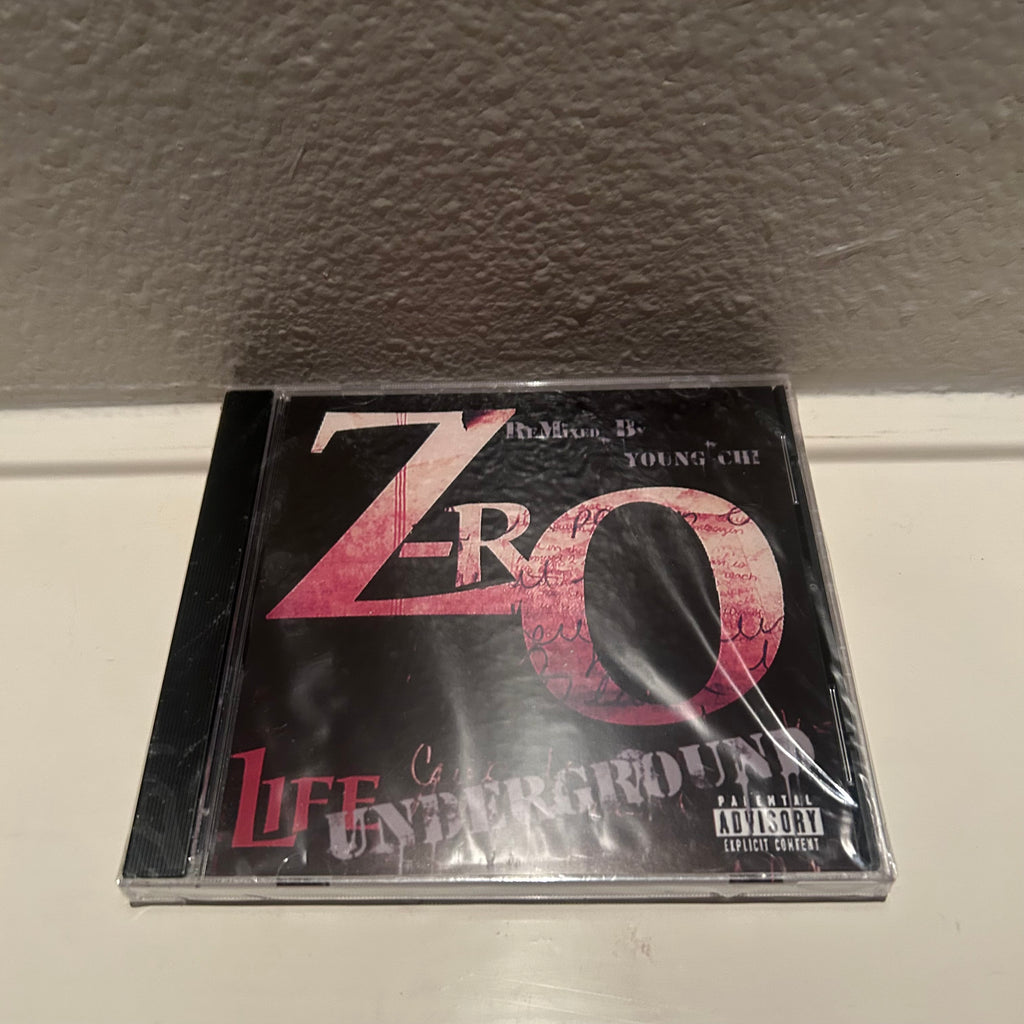 ReMixed By
YOUNG CHI
Z-RO
LIFE
UNDERGROUND
PARENTAL
ADVISORY
EXPLICIT CONTENT